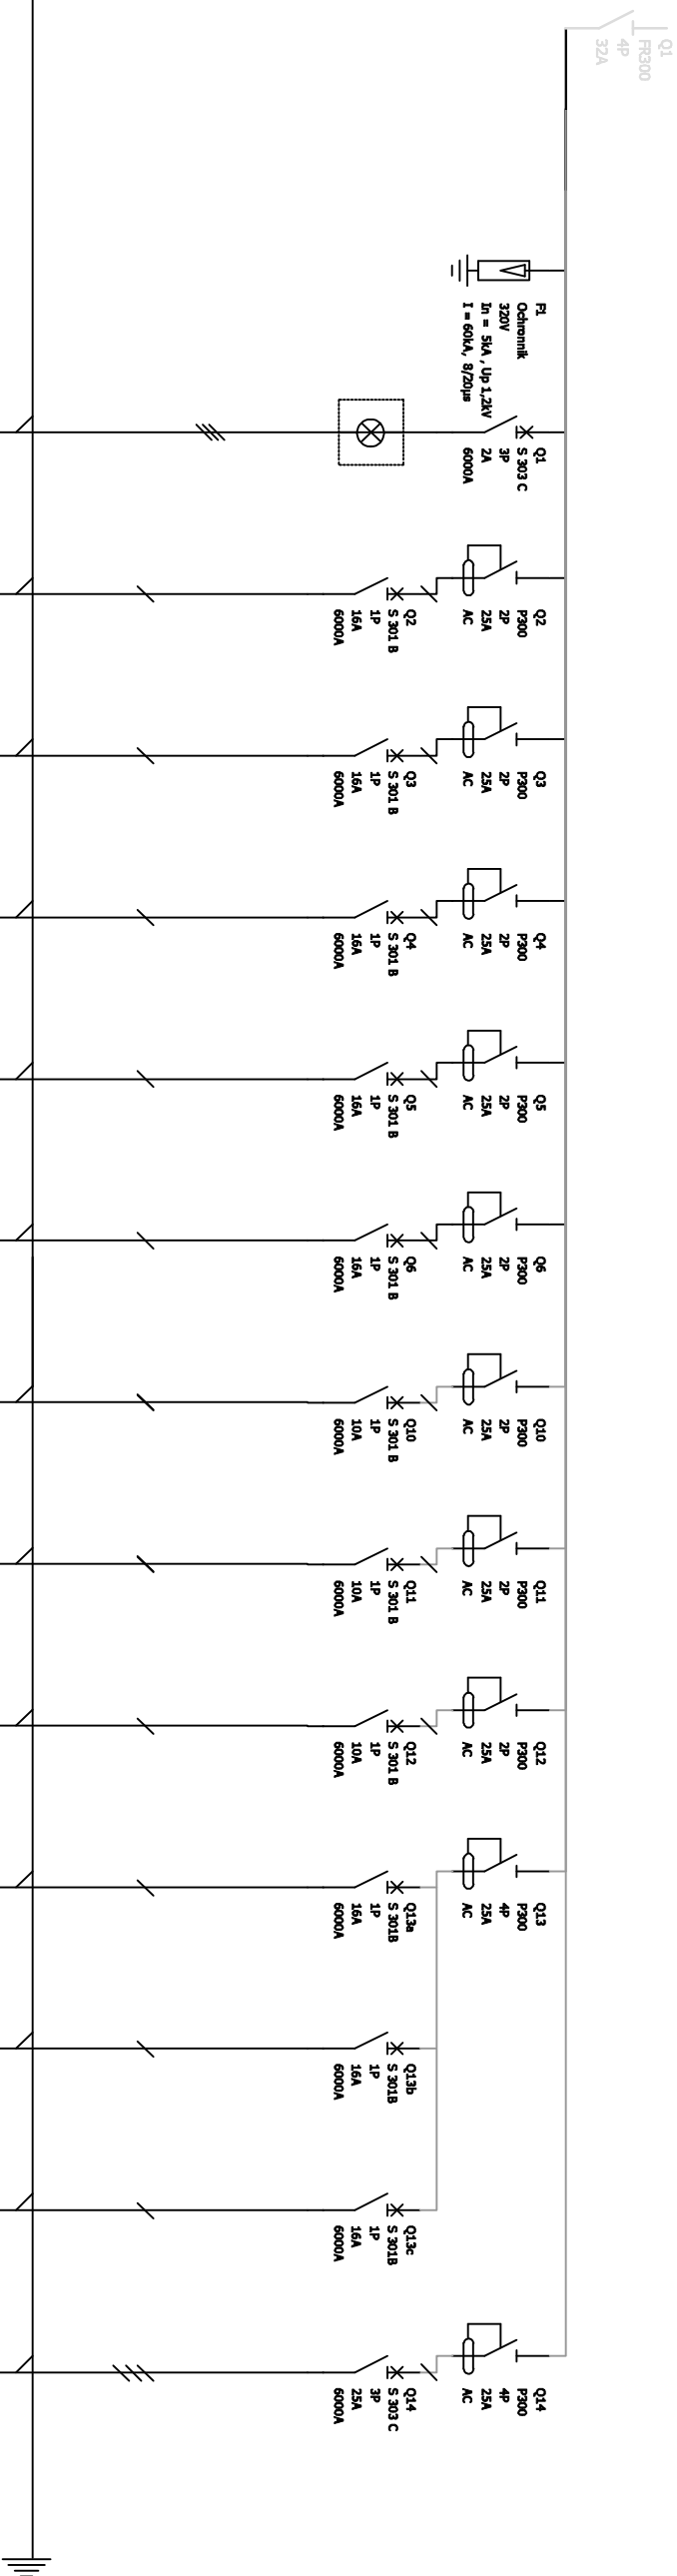 Q1
FR300
4P
32A
F1
Ochronnik
320V
In = 5kA , Up 1,2kV
I = 60kA, 8/20µs
Q1
S 303 C
3P
2A
6000A
Q2
P300
2P
25A
AC
Q2
S 301 B
1P
16A
6000A
Q3
P300
2P
25A
AC
Q3
S 301 B
1P
16A
6000A
Q4
P300
2P
25A
AC
Q4
S 301 B
1P
16A
6000A
Q5
P300
2P
25A
AC
Q5
S 301 B
1P
16A
6000A
Q6
P300
2P
25A
AC
Q6
S 301 B
1P
16A
6000A
Q10
P300
2P
25A
AC
Q10
S 301 B
1P
10A
6000A
Q11
P300
2P
25A
AC
Q11
S 301 B
1P
10A
6000A
Q12
P300
2P
25A
AC
Q12
S 301 B
1P
10A
6000A
Q13
P300
4P
25A
AC
Q13a
S 301B
1P
16A
6000A
Q13b
S 301B
1P
16A
6000A
Q13c
S 301B
1P
16A
6000A
Q14
P300
4P
25A
AC
Q14
S 303 C
3P
25A
6000A